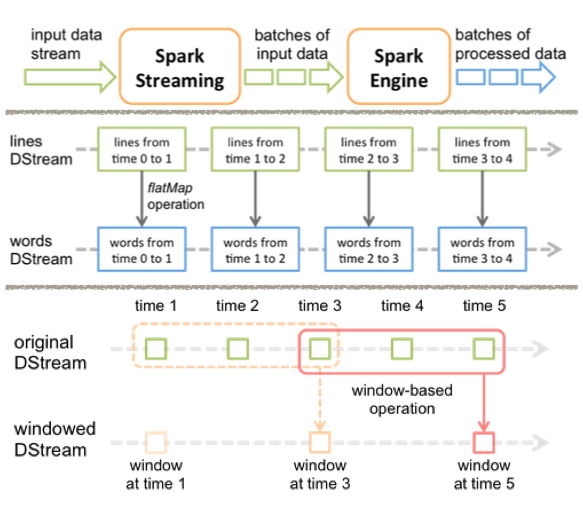 input data
stream
Spark
Streaming
batches of
input data
Spark
Engine
batches of
processed data
lines
DStream
lines from
time 0 to 1
lines from
time 1 to 2
lines from
time 2 to 3
lines from
time 3 to 4
flatMap
operation
words
DStream
words from
time 0 to 1
words from
time 1 to 2
words from
time 2 to 3
words from
time 3 to 4
time 1
time 2
time 3
time 4
time 5
original
DStream
window-based
operation
windowed
DStream
window
at time 1
window
at time 3
window
at time 5